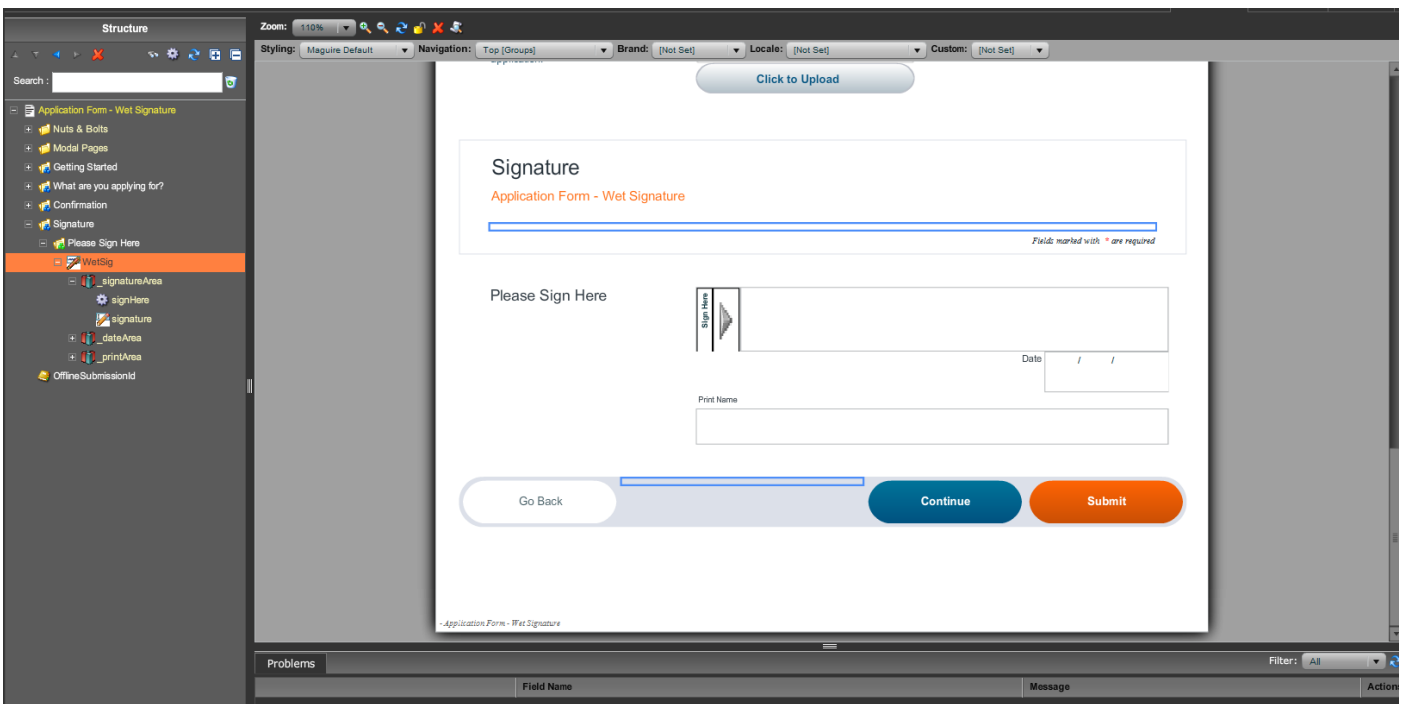 Structure
Zoom: 110%
Styling: Maguire Default Navigation: Top [Groups] Brand: [Not Set] Locale: [Not Set] Custom: [Not Set]
Search :
Application Form - Wet Signature
Nuts & Bolts
Modal Pages
Getting Started
What are you applying for?
Confirmation
Signature
Please Sign Here
WetSig
_signatureArea
signHere
signature
_dateArea
_printArea
OfflineSubmissionId
application.
Click to Upload
Signature
Application Form - Wet Signature
Fields marked with * are required
Please Sign Here
Sign Here
Date / /
Print Name
Go Back
Continue
Submit
- Application Form - Wet Signature
Problems
Filter: All
Field Name
Message
Actions